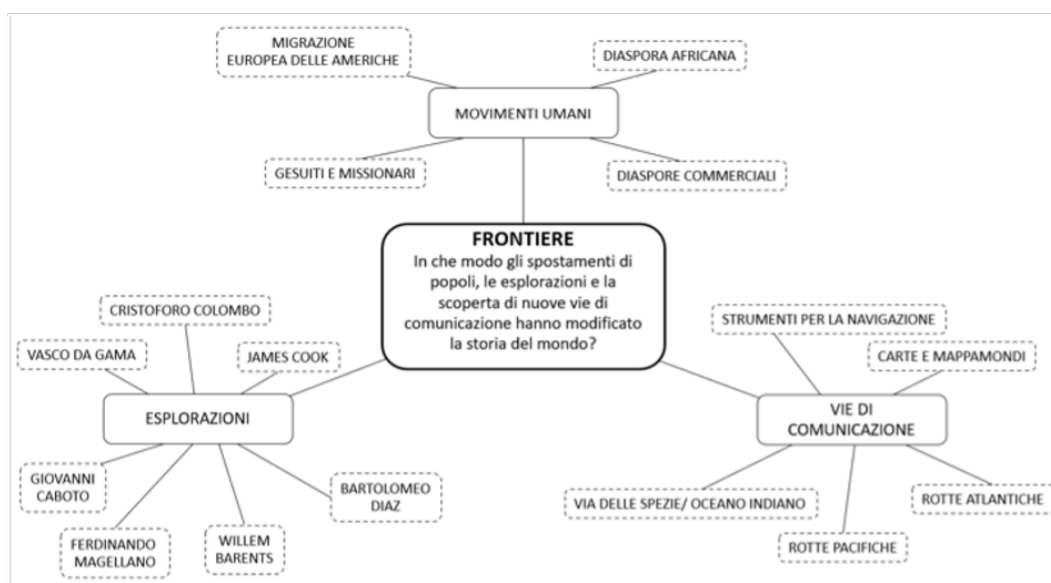 MIGRAZIONE
EUROPEA DELLE AMERICHE
DIASPORA AFRICANA
MOVIMENTI UMANI
GESUITI E MISSIONARI
DIASPORE COMMERCIALI
FRONTIERE
In che modo gli spostamenti di
popoli, le esplorazioni e la
scoperta di nuove vie di
comunicazione hanno modificato
la storia del mondo?
CRISTOFORO COLOMBO
VASCO DA GAMA
JAMES COOK
ESPLORAZIONI
GIOVANNI
CABOTO
FERDINANDO
MAGELLANO
WILLEM
BARENTS
BARTOLOMEO
DIAZ
STRUMENTI PER LA NAVIGAZIONE
CARTE E MAPPAMONDI
VIE DI
COMUNICAZIONE
VIA DELLE SPEZIE/ OCEANO INDIANO
ROTTE PACIFICHE
ROTTE ATLANTICHE